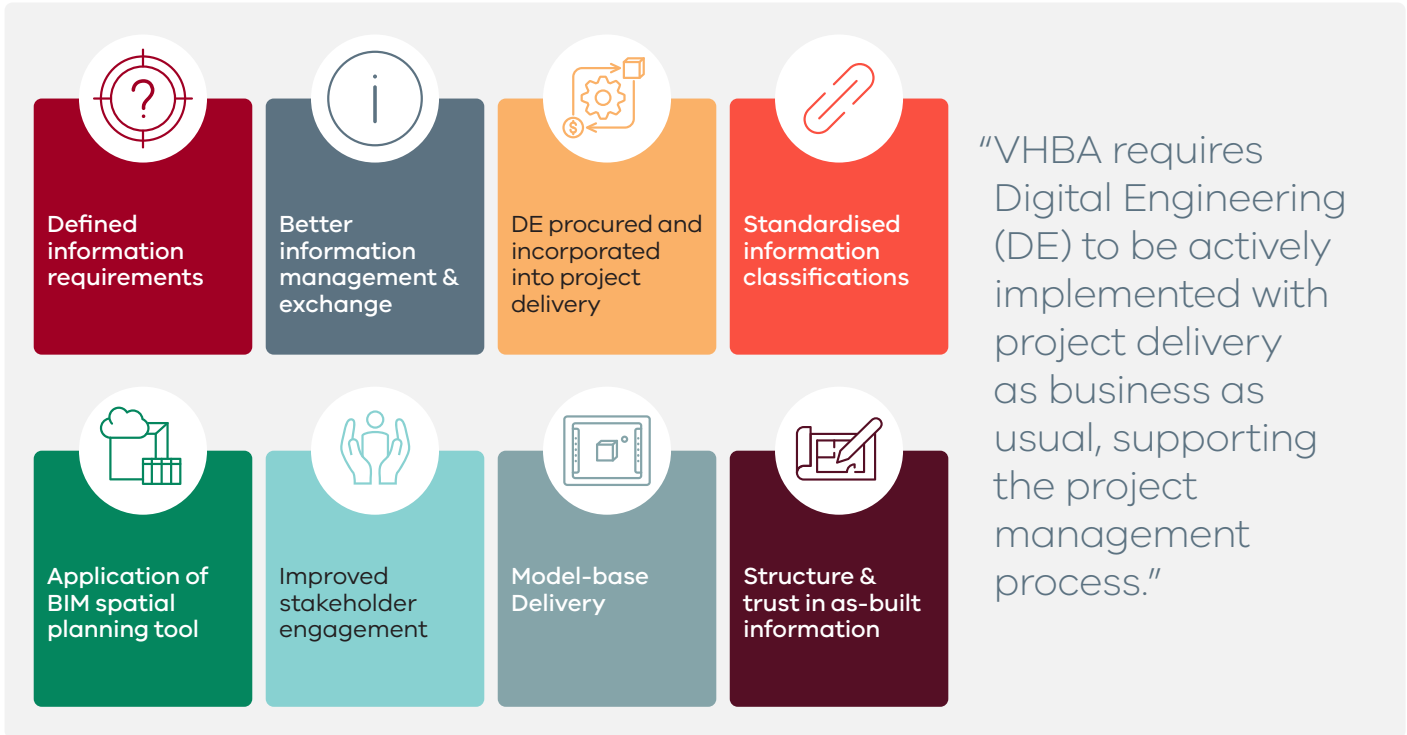 ?
i
$
Defined
information
requirements
Better
information
management &
exchange
DE procured and
incorporated
into project
delivery
Standardised
information
classifications
Application of
BIM spatial
planning tool
Improved
stakeholder
engagement
Model-base
Delivery
Structure &
trust in as-built
information
“VHBA requires
Digital Engineering
(DE) to be actively
implemented with
project delivery
as business as
usual, supporting
the project
management
process.”